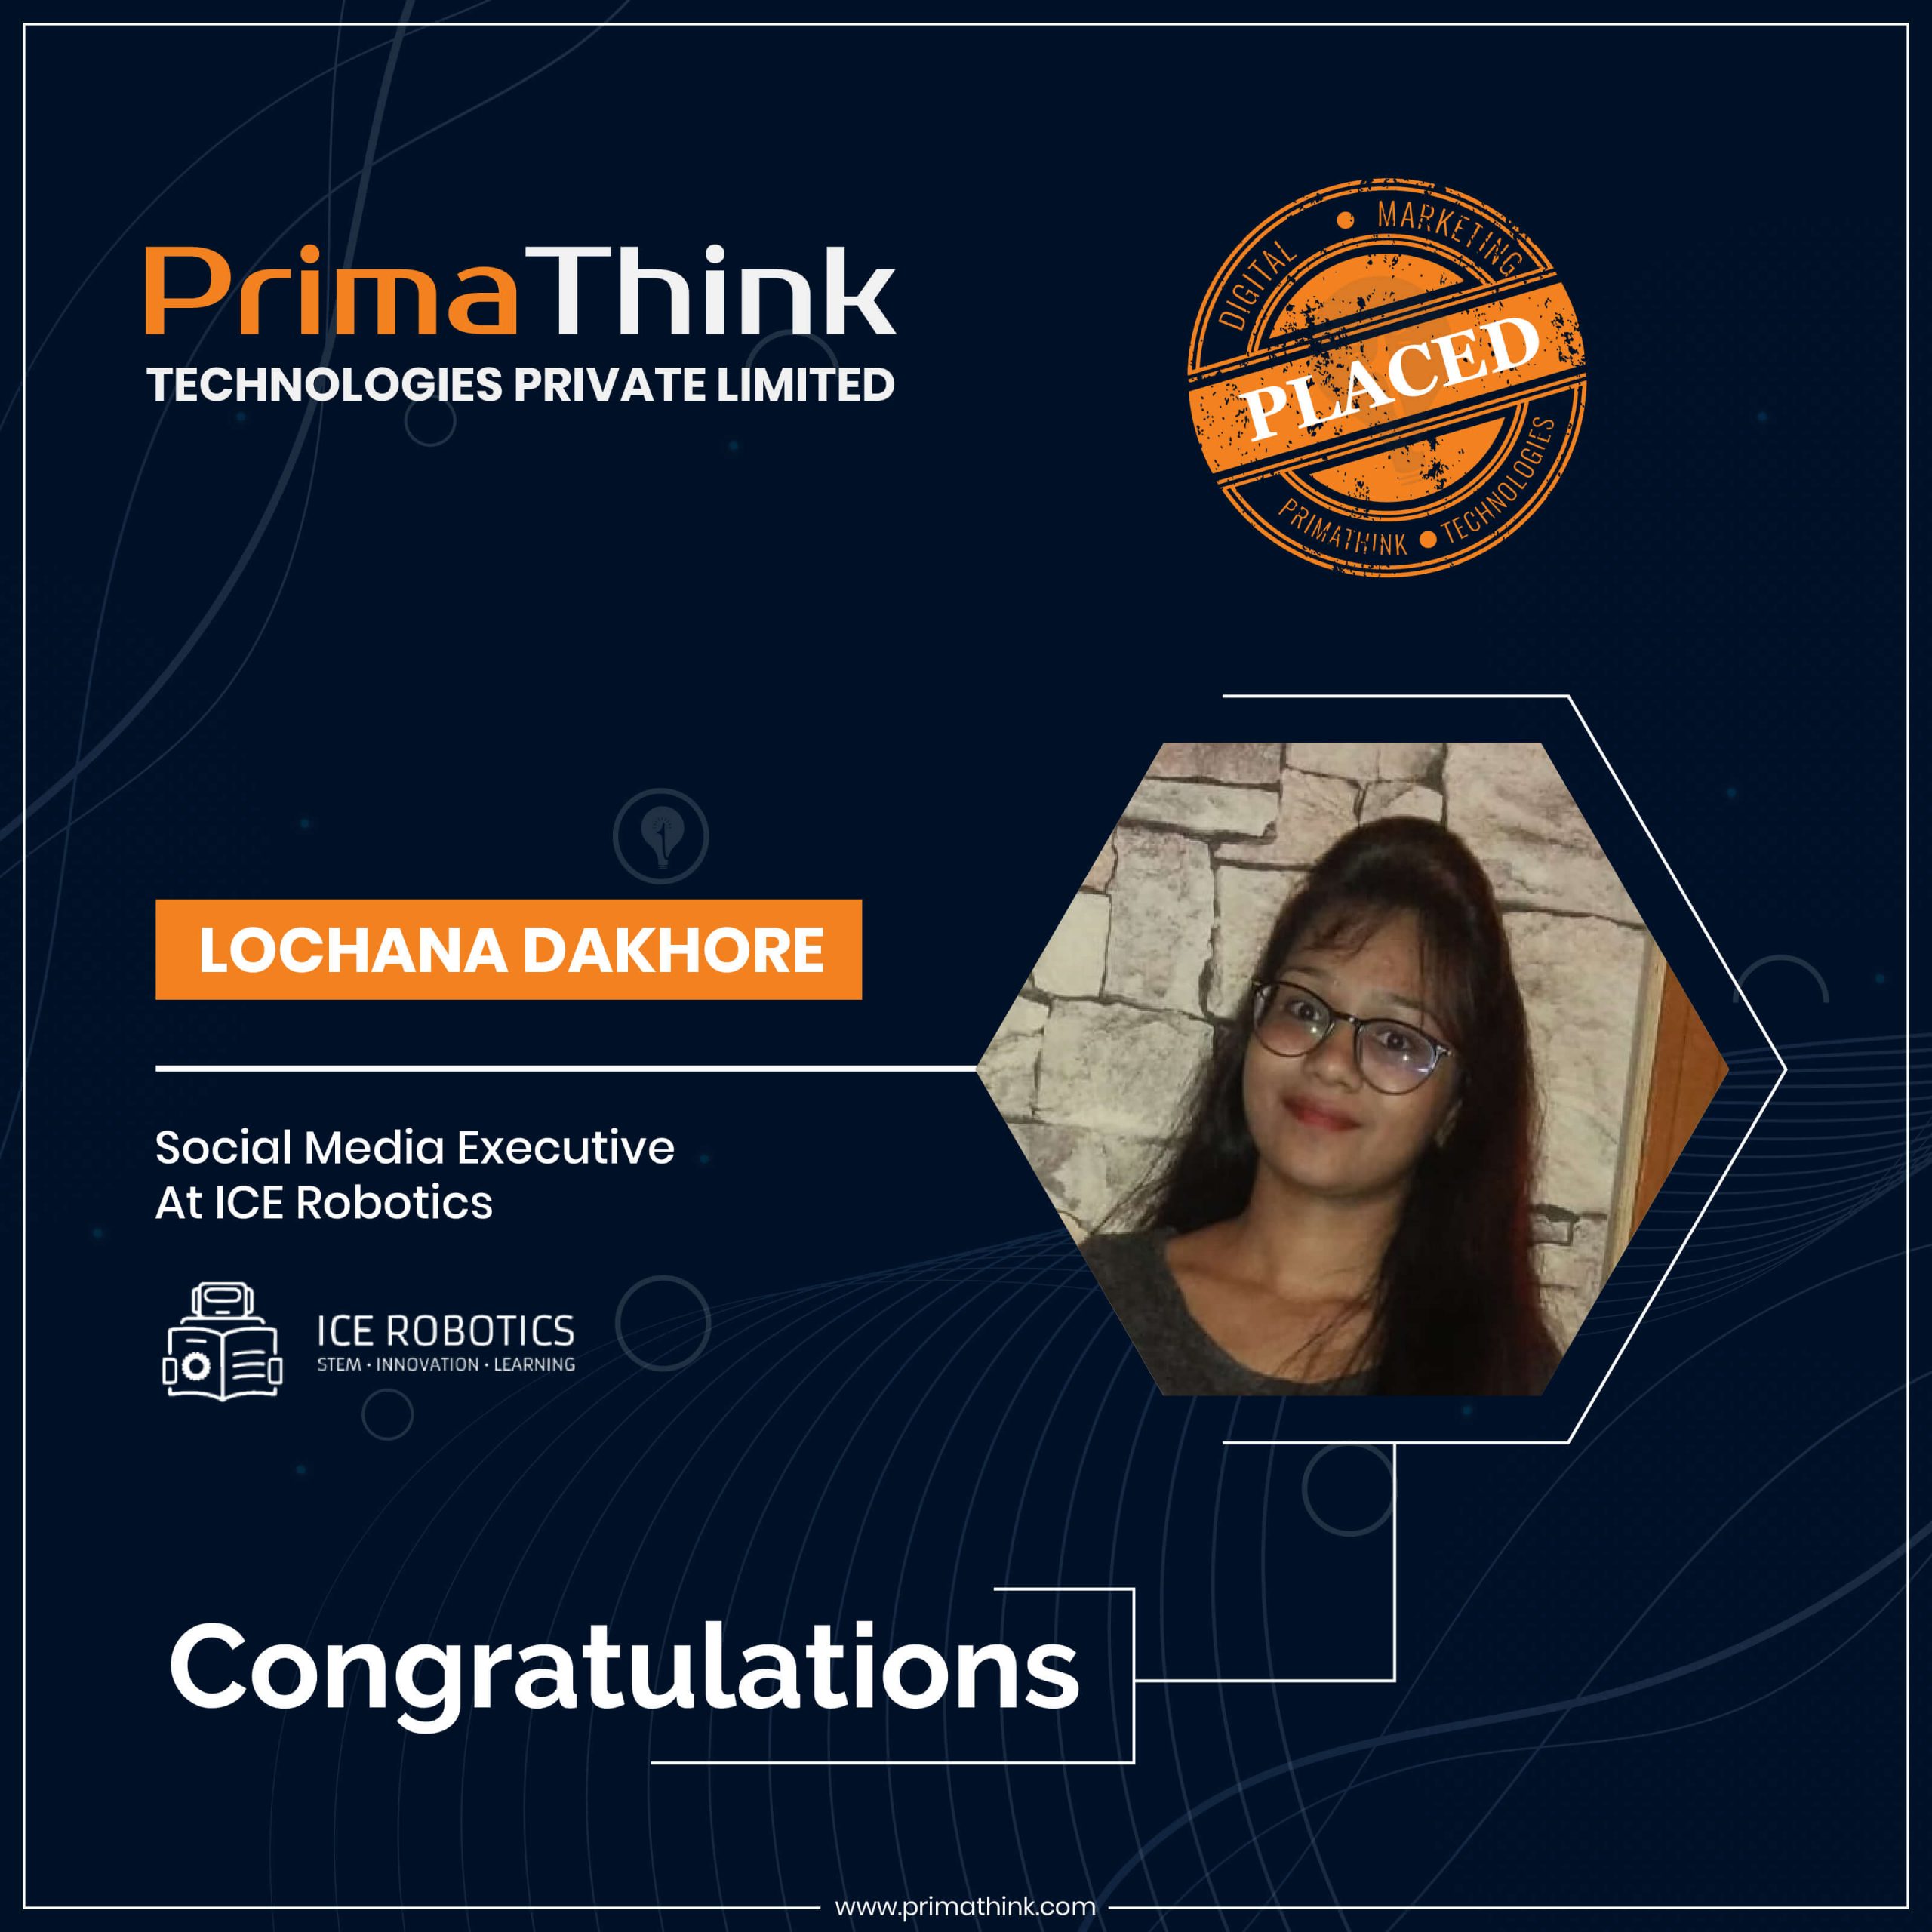 PrimaThink
TECHNOLOGIES PRIVATE LIMITED
DIGITAL • MARKETING
PLACED
PRIMATHINK • TECHNOLOGIES
LOCHANA DAKHORE
Social Media Executive
At ICE Robotics
ICE ROBOTICS
STEM • INNOVATION • LEARNING
Congratulations
www.primathink.com